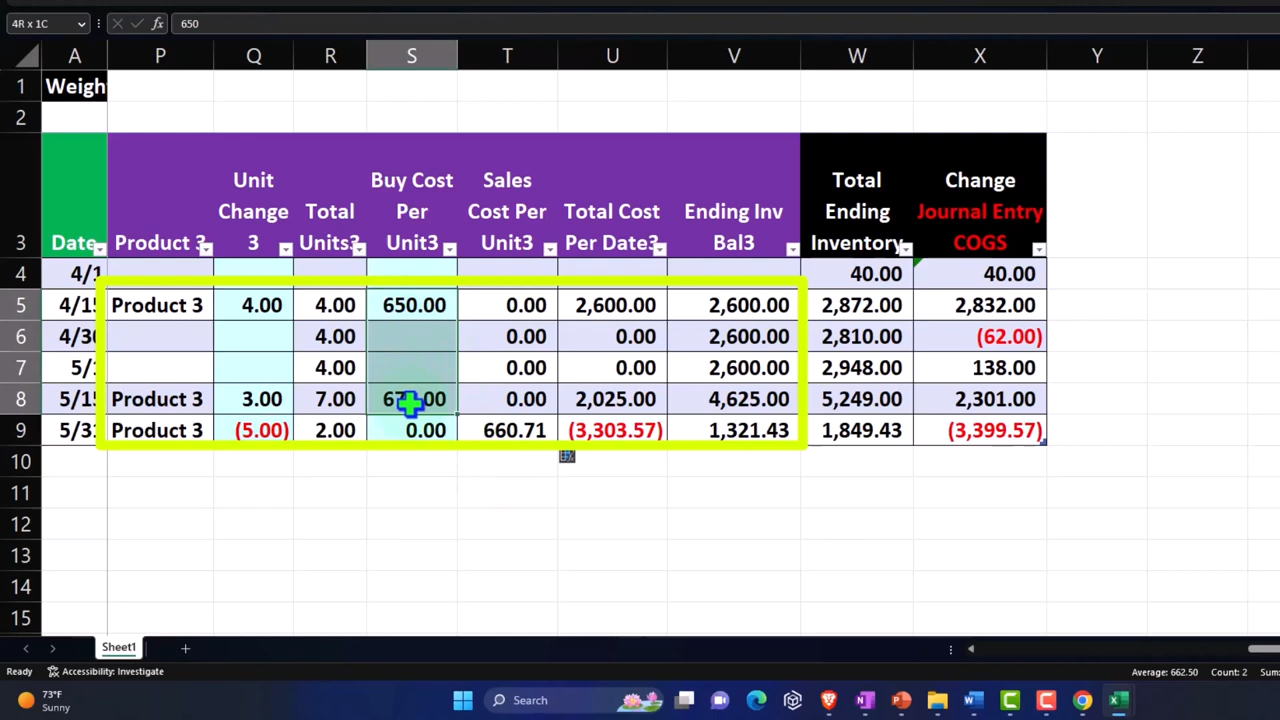 4R x 1C 650
A P Q R S T U V W X Y Z
1 Weigh
2
3 Date Product 3 Unit Change 3 Total Units3 Buy Cost Per Unit3 Sales Cost Per Unit3 Total Cost Per Date3 Ending Inv Bal3 Total Ending Inventory Change Journal Entry COGS
4 4/1 40.00 40.00
5 4/15 Product 3 4.00 4.00 650.00 0.00 2,600.00 2,600.00 2,872.00 2,832.00
6 4/30 4.00 0.00 0.00 2,600.00 2,810.00 (62.00)
7 5/1 4.00 0.00 0.00 2,600.00 2,948.00 138.00
8 5/15 Product 3 3.00 7.00 00 0.00 2,025.00 4,625.00 5,249.00 2,301.00
9 5/31 Product 3 (5.00) 2.00 0.00 660.71 (3,303.57) 1,321.43 1,849.43 (3,399.57)
10
11
12
13
14
15
Sheet1
Ready Accessibility: Investigate Average: 662.50 Count: 2 Sum:
73°F
Sunny
Search